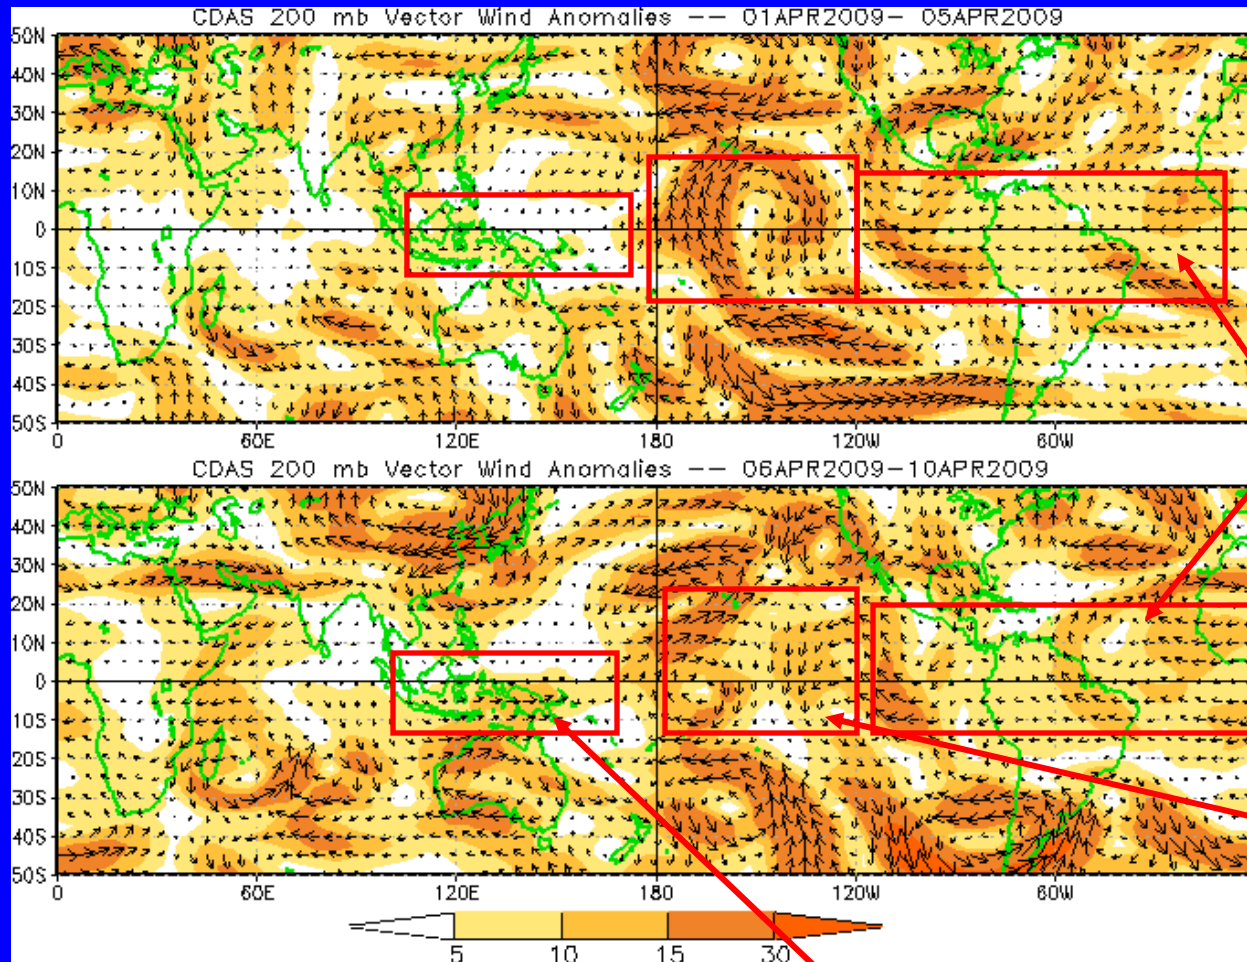 CDAS 200 mb Vector Wind Anomalies -- 01APR2009- 05APR2009
50N
40N
30N
20N
10N
0
10S
20S
30S
40S
50S
0 60E 120E 180 120W 60W
CDAS 200 mb Vector Wind Anomalies -- 06APR2009-10APR2009
50N
40N
30N
20N
10N
0
10S
20S
30S
40S
50S
0 60E 120E 180 120W 60W
5 10 15 30